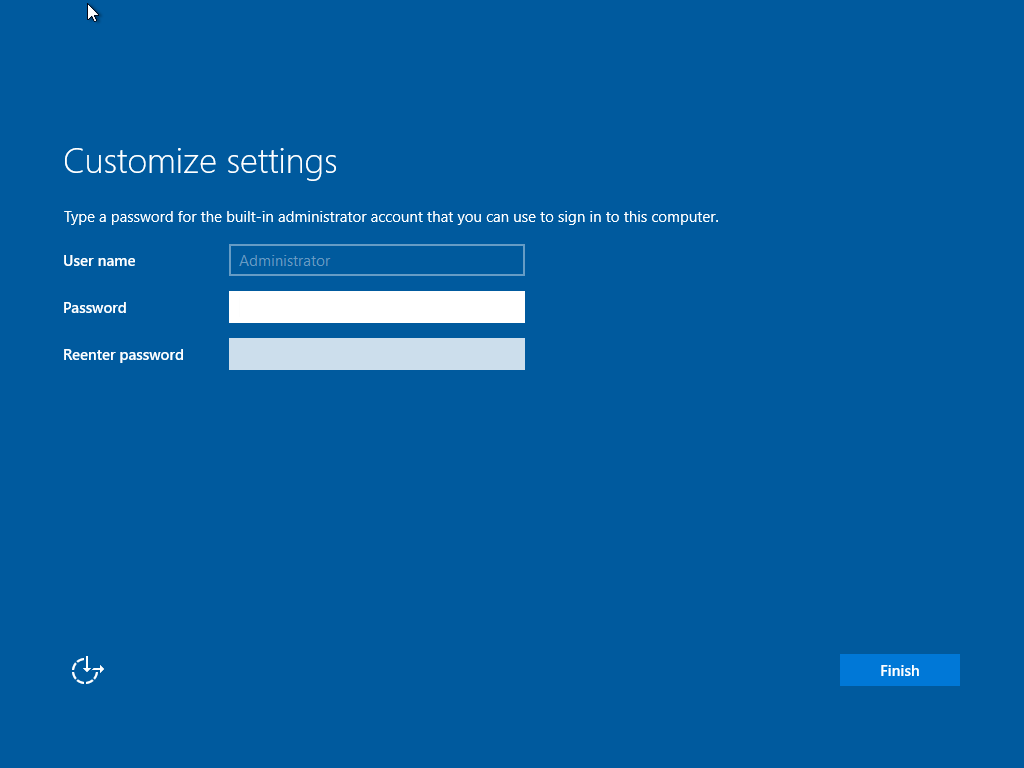 Customize settings
Type a password for the built-in administrator account that you can use to sign in to this computer.
User name Administrator
Password
Reenter password
Finish